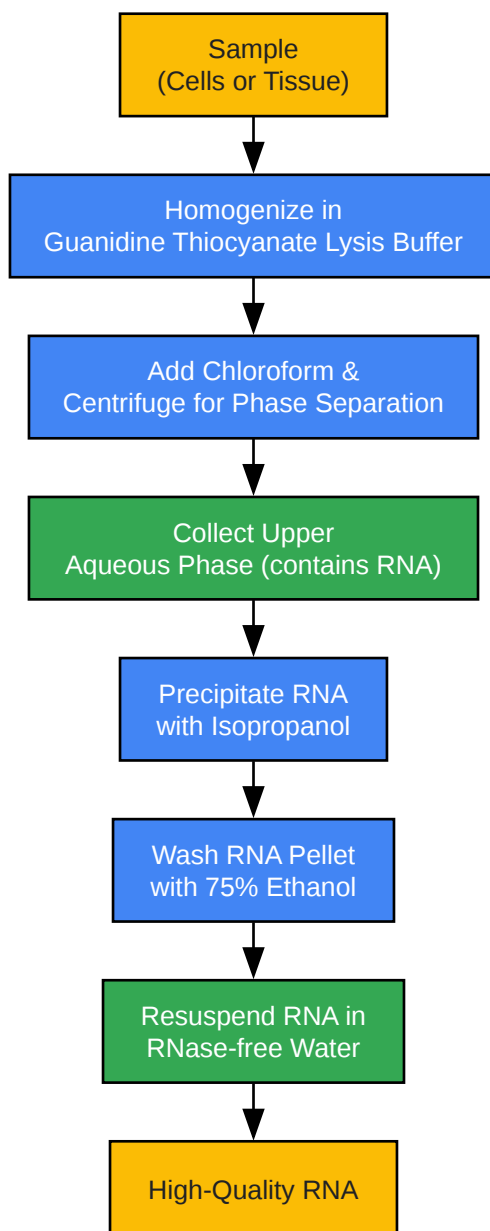 Sample
(Cells or Tissue)
Homogenize in
Guanidine Thiocyanate Lysis Buffer
Add Chloroform &
Centrifuge for Phase Separation
Collect Upper
Aqueous Phase (contains RNA)
Precipitate RNA
with Isopropanol
Wash RNA Pellet
with 75% Ethanol
Resuspend RNA in
RNase-free Water
High-Quality RNA